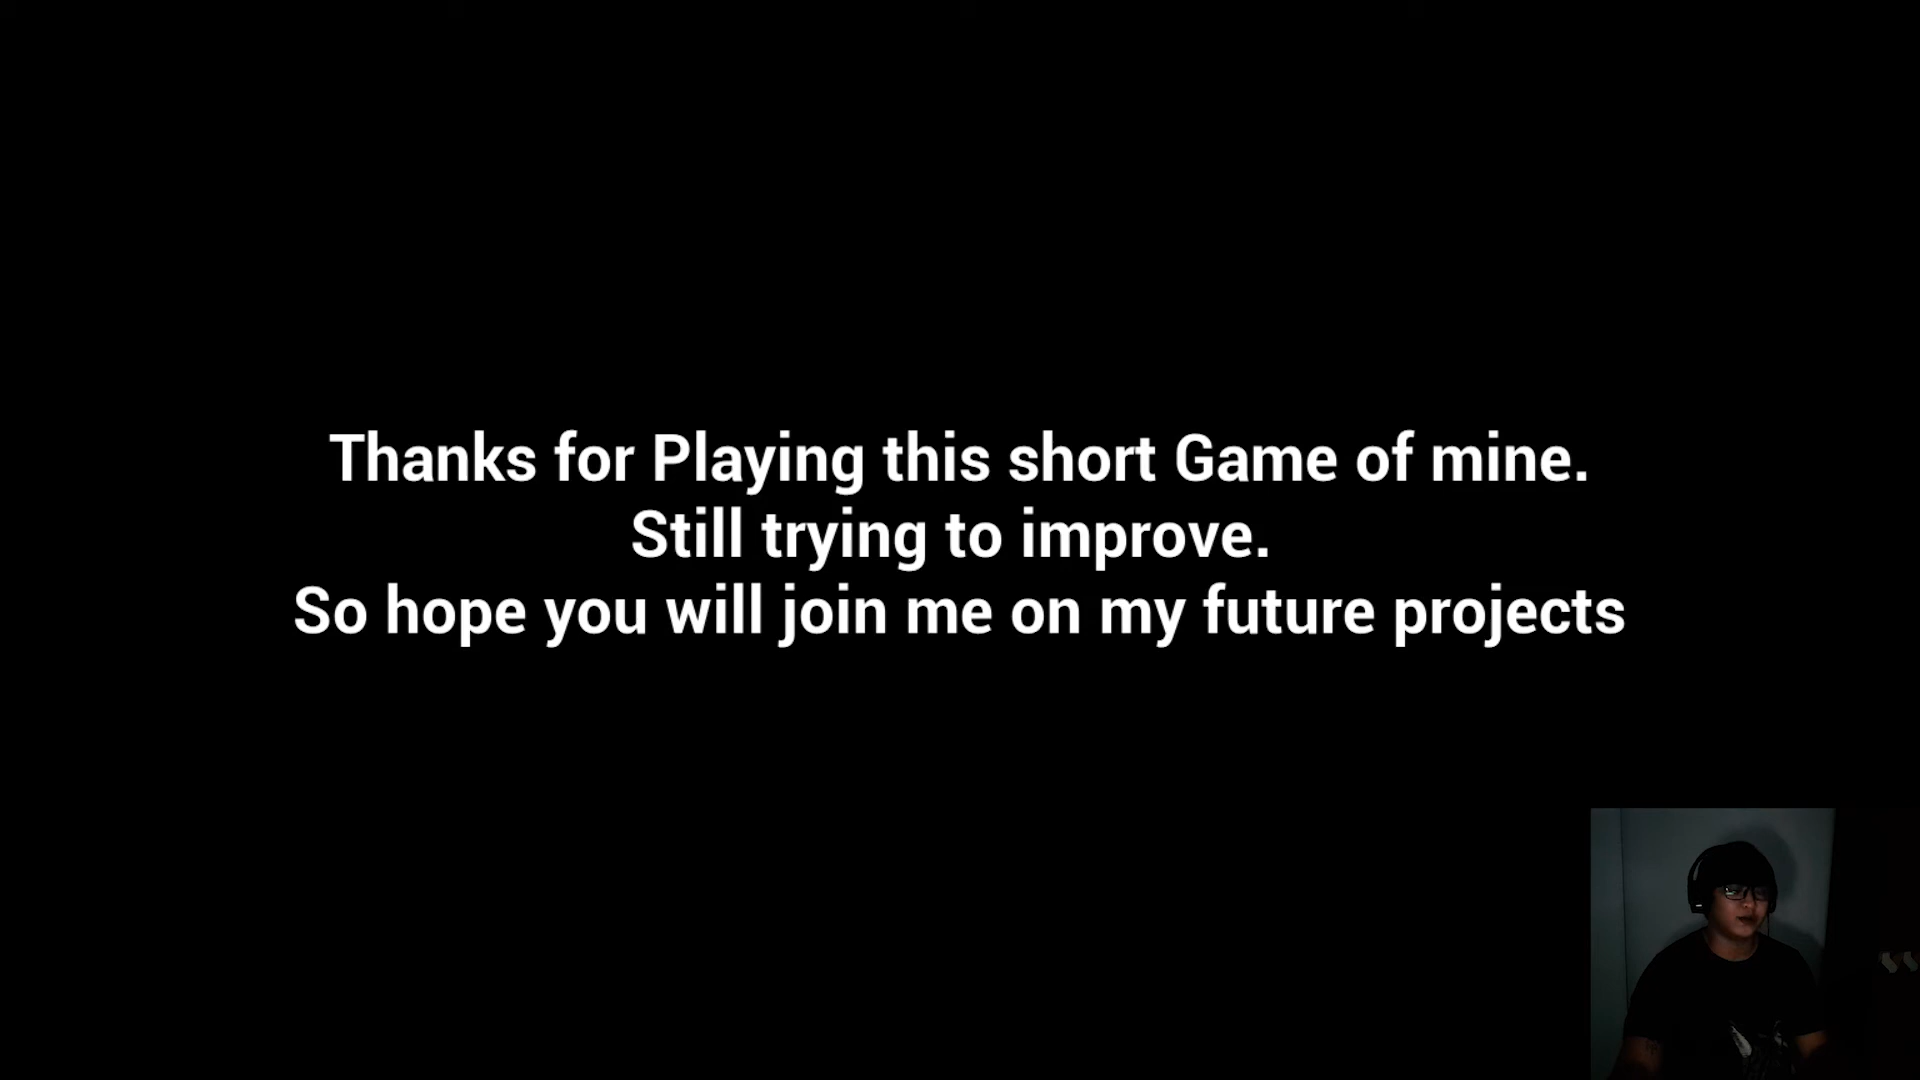 Thanks for Playing this short Game of mine.
Still trying to improve.
So hope you will join me on my future projects